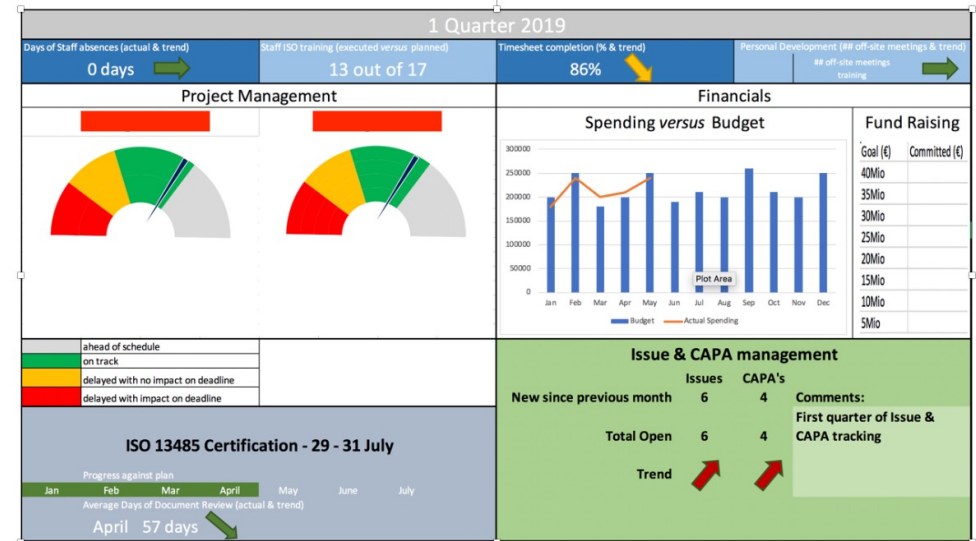 1 Quarter 2019
Days of Staff absences (actual & trend)
0 days
Staff ISO training (executed versus planned)
13 out of 17
Timesheet completion (% & trend)
86%
Personal Development (## off-site meetings & trend)
## off-site meetings
training
Project Management
Financials
Spending versus Budget
300000
250000
200000
150000
100000
50000
0
Jan Feb Mar Apr May Jun Jul Aug Sep Oct Nov Dec
Plot Area
Budget Actual Spending
Fund Raising
Goal (€) Committed (€)
40Mio
35Mio
30Mio
25Mio
20Mio
15Mio
10Mio
5Mio
ahead of schedule
on track
delayed with no impact on deadline
delayed with impact on deadline
ISO 13485 Certification - 29 - 31 July
Progress against plan
Jan Feb Mar April May June July
Average Days of Document Review (actual & trend)
April 57 days
Issue & CAPA management
Issues CAPA's
New since previous month 6 4 Comments:
First quarter of Issue &
Total Open 6 4 CAPA tracking
Trend